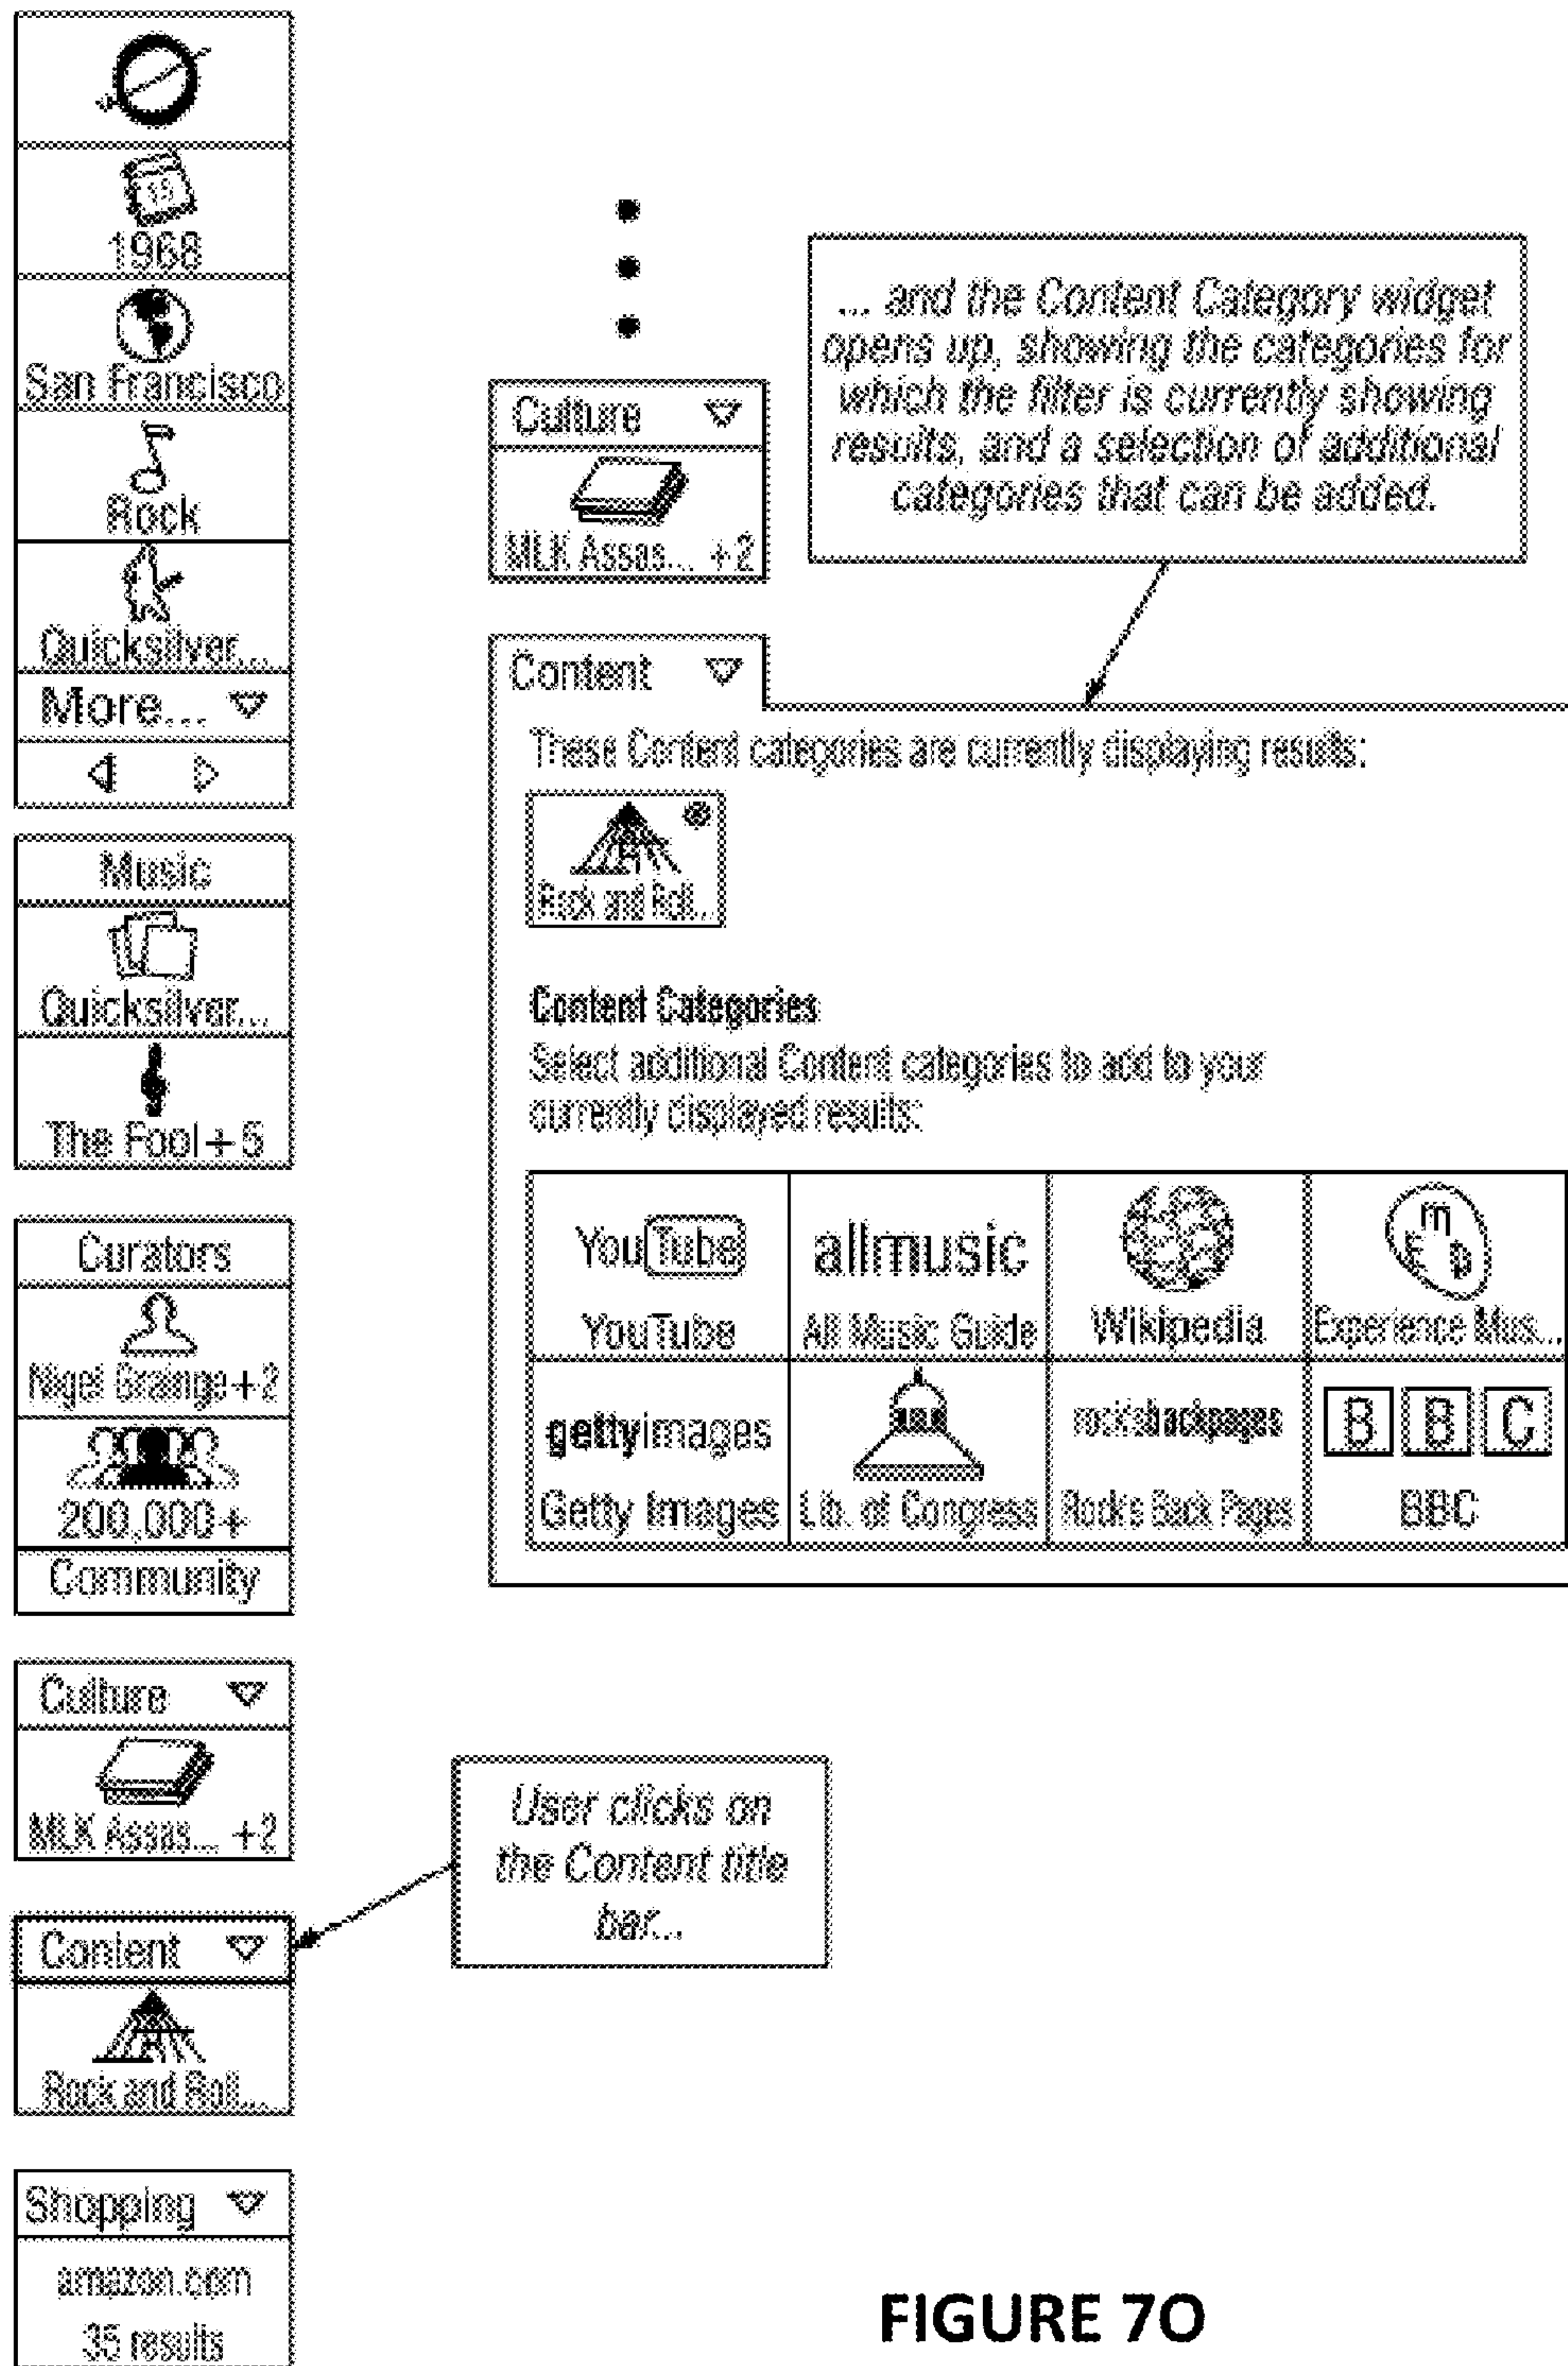 1968
San Francisco
Rock
Quicksilver...
More...
Music
Quicksilver...
The Fool+5
Curators
Nigel Grainge+2
200,000+
Community
Culture
MLK Assas... +2
Content
Rock and Roll...
Shopping
amazon.com
35 results
Culture
MLK Assas... +2
... and the Content Category widget
opens up, showing the categories for
which the filter is currently showing
results, and a selection of additional
categories that can be added.
Content
These Content categories are currently displaying results:
Rock and Roll...
Content Categories
Select additional Content categories to add to your
currently displayed results:
YouTube
YouTube
allmusic
All Music Guide
Wikipedia
emp
Experience Mus...
gettyimages
Getty Images
Lib. of Congress
rocksbackpages
Rock's Back Pages
BBC
BBC
User clicks on
the Content title
bar...
FIGURE 7O